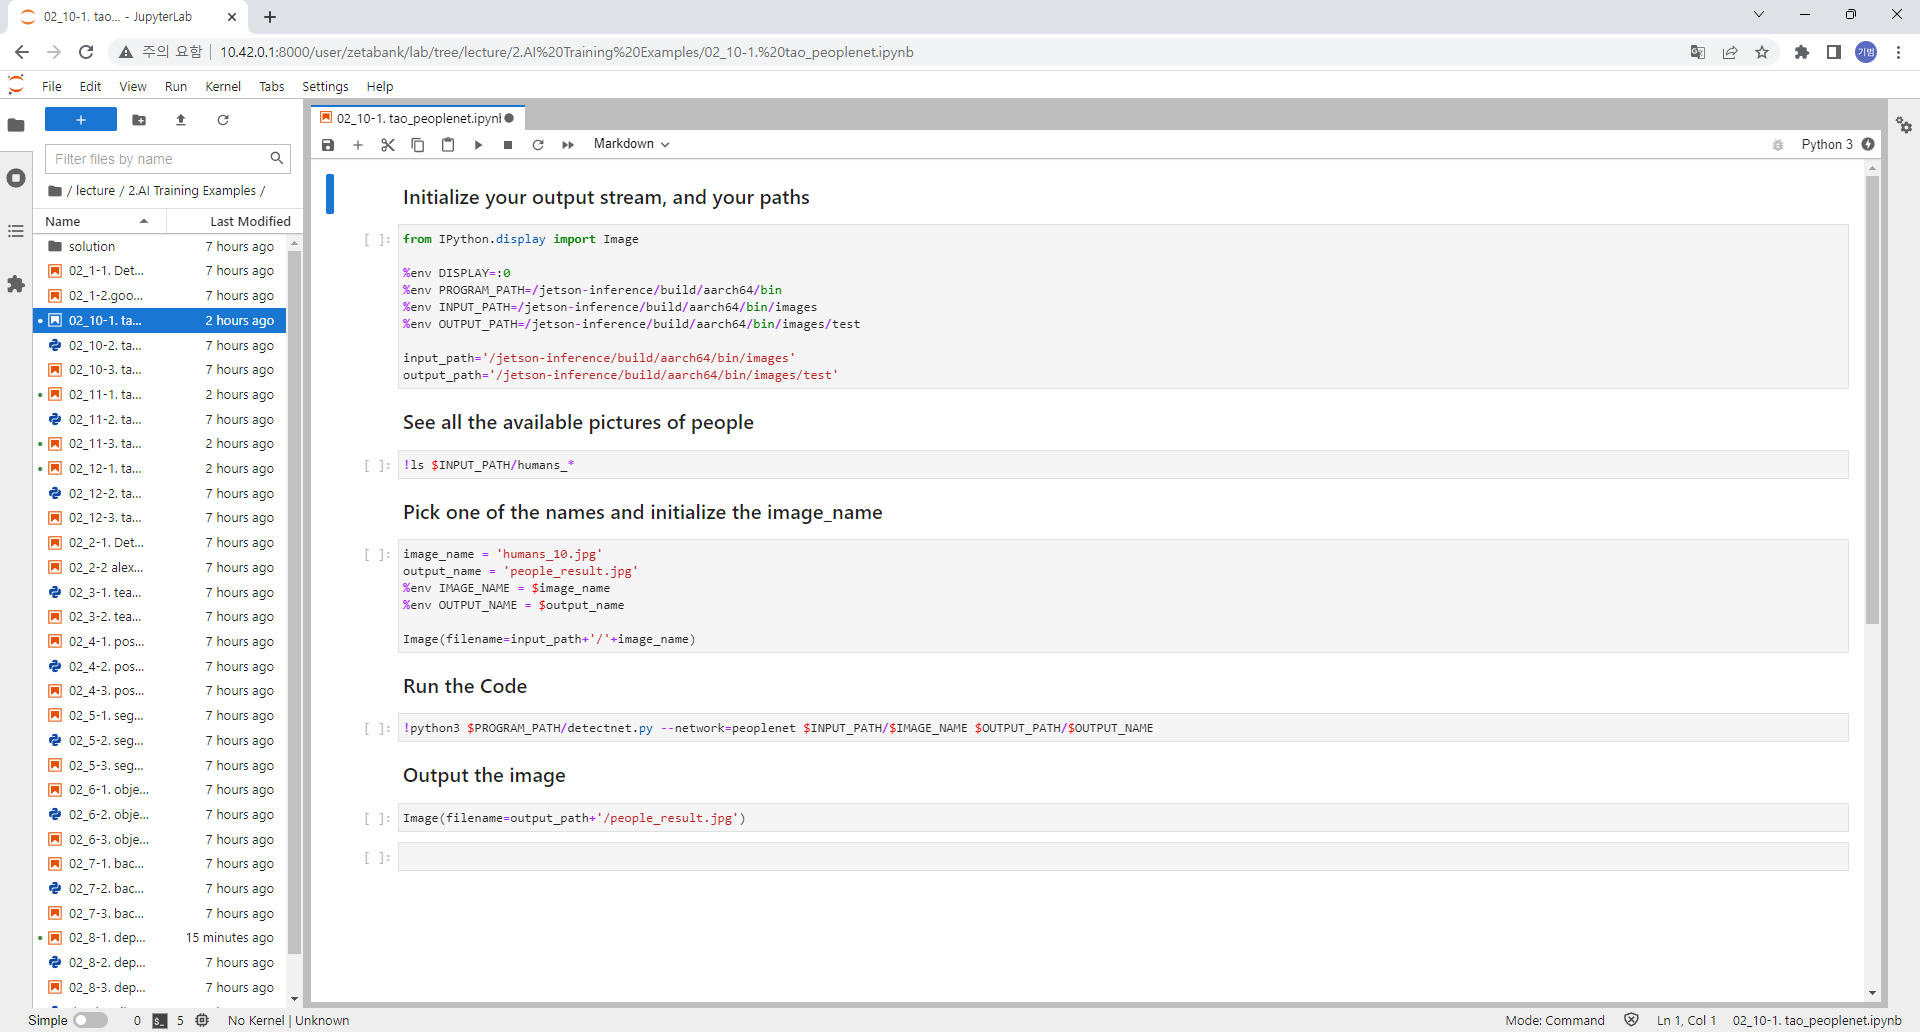 02_10-1. tao... - JupyterLab
주의 요함 10.42.0.1:8000/user/zetabank/lab/tree/lecture/2.AI%20Training%20Examples/02_10-1.%20tao_peoplenet.ipynb
기범
File Edit View Run Kernel Tabs Settings Help
02_10-1. tao_peoplenet.ipynb
Markdown
Python 3
Filter files by name
/ lecture / 2.AI Training Examples /
Name Last Modified
solution 7 hours ago
02_1-1. Det... 7 hours ago
02_1-2.goo... 7 hours ago
02_10-1. ta... 2 hours ago
02_10-2. ta... 7 hours ago
02_10-3. ta... 7 hours ago
02_11-1. ta... 2 hours ago
02_11-2. ta... 7 hours ago
02_11-3. ta... 2 hours ago
02_12-1. ta... 2 hours ago
02_12-2. ta... 7 hours ago
02_12-3. ta... 7 hours ago
02_2-1. Det... 7 hours ago
02_2-2 alex... 7 hours ago
02_3-1. tea... 7 hours ago
02_3-2. tea... 7 hours ago
02_4-1. pos... 7 hours ago
02_4-2. pos... 7 hours ago
02_4-3. pos... 7 hours ago
02_5-1. seg... 7 hours ago
02_5-2. seg... 7 hours ago
02_5-3. seg... 7 hours ago
02_6-1. obje... 7 hours ago
02_6-2. obje... 7 hours ago
02_6-3. obje... 7 hours ago
02_7-1. bac... 7 hours ago
02_7-2. bac... 7 hours ago
02_7-3. bac... 7 hours ago
02_8-1. dep... 15 minutes ago
02_8-2. dep... 7 hours ago
02_8-3. dep... 7 hours ago
Initialize your output stream, and your paths
[ ]: from IPython.display import Image
%env DISPLAY=:0
%env PROGRAM_PATH=/jetson-inference/build/aarch64/bin
%env INPUT_PATH=/jetson-inference/build/aarch64/bin/images
%env OUTPUT_PATH=/jetson-inference/build/aarch64/bin/images/test
input_path='/jetson-inference/build/aarch64/bin/images'
output_path='/jetson-inference/build/aarch64/bin/images/test'
See all the available pictures of people
[ ]: !ls $INPUT_PATH/humans_*
Pick one of the names and initialize the image_name
[ ]: image_name = 'humans_10.jpg'
output_name = 'people_result.jpg'
%env IMAGE_NAME = $image_name
%env OUTPUT_NAME = $output_name
Image(filename=input_path+'/'+image_name)
Run the Code
[ ]: !python3 $PROGRAM_PATH/detectnet.py --network=peoplenet $INPUT_PATH/$IMAGE_NAME $OUTPUT_PATH/$OUTPUT_NAME
Output the image
[ ]: Image(filename=output_path+'/people_result.jpg')
[ ]:
Simple 0 $_ 5 No Kernel | Unknown Mode: Command Ln 1, Col 1 02_10-1. tao_peoplenet.ipynb